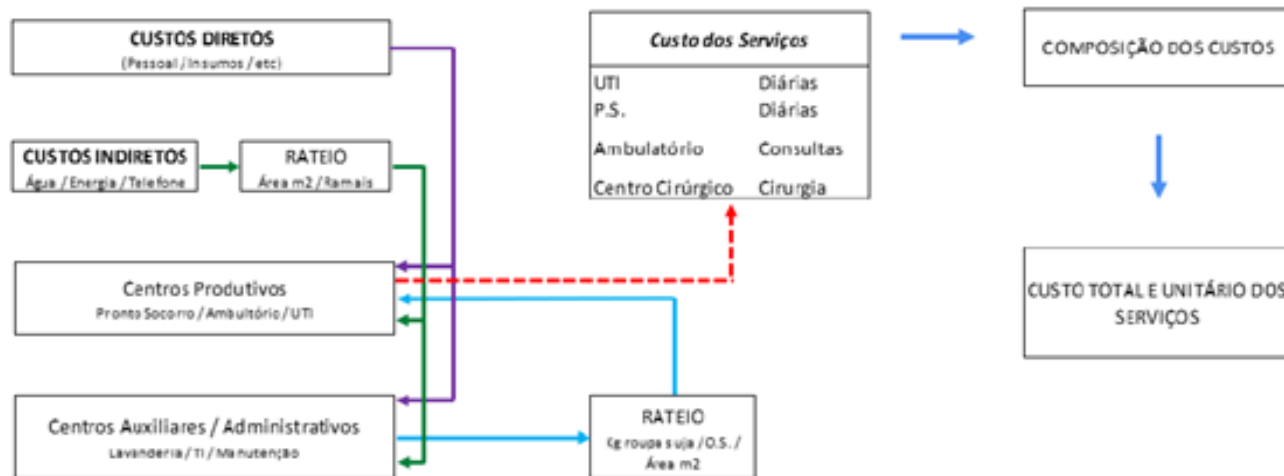 CUSTOS DIRETOS
(Pessoal / Insumos / etc)
CUSTOS INDIRETOS
Água / Energia / Telefone
RATEIO
Área m2 / Ramais
Centros Produtivos
Pronto Socorro / Ambultório / UTI
Centros Auxiliares / Administrativos
Lavanderia / TI / Manutenção
RATEIO
Kg roupa suja / O.S. /
Área m2
Custo dos Serviços
UTI Diárias
P.S. Diárias
Ambulatório Consultas
Centro Cirúrgico Cirurgia
COMPOSIÇÃO DOS CUSTOS
CUSTO TOTAL E UNITÁRIO DOS
SERVIÇOS